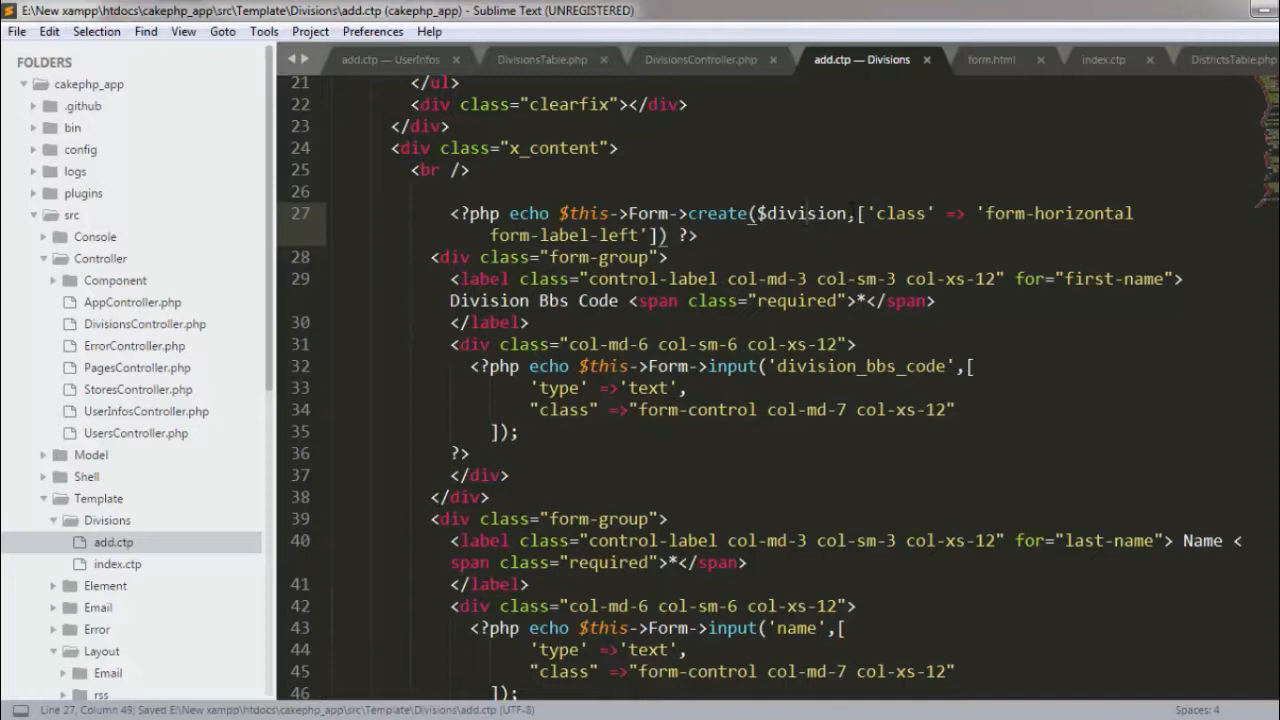 E:\New xampp\htdocs\cakephp_app\src\Template\Divisions\add.ctp (cakephp_app) - Sublime Text (UNREGISTERED)
File Edit Selection Find View Goto Tools Project Preferences Help
FOLDERS
cakephp_app
.github
bin
config
logs
plugins
src
Console
Controller
Component
AppController.php
DivisionsController.php
ErrorController.php
PagesController.php
StoresController.php
UserInfosController.php
UsersController.php
Model
Shell
Template
Divisions
add.ctp
index.ctp
Element
Email
Error
Layout
Email
rss
add.ctp — UserInfos × DivisionsTable.php × DivisionsController.php × add.ctp — Divisions × form.html × index.ctp × DistrictsTable.php
21 </ul>
22 <div class="clearfix"></div>
23 </div>
24 <div class="x_content">
25 <br />
26
27 <?php echo $this->Form->create($division,['class' => 'form-horizontal
form-label-left']) ?>
28 <div class="form-group">
29 <label class="control-label col-md-3 col-sm-3 col-xs-12" for="first-name">
Division Bbs Code <span class="required">*</span>
30 </label>
31 <div class="col-md-6 col-sm-6 col-xs-12">
32 <?php echo $this->Form->input('division_bbs_code',[
33 'type' =>'text',
34 "class" =>"form-control col-md-7 col-xs-12"
35 ]);
36 ?>
37 </div>
38 </div>
39 <div class="form-group">
40 <label class="control-label col-md-3 col-sm-3 col-xs-12" for="last-name"> Name <
span class="required">*</span>
41 </label>
42 <div class="col-md-6 col-sm-6 col-xs-12">
43 <?php echo $this->Form->input('name',[
44 'type' =>'text',
45 "class" =>"form-control col-md-7 col-xs-12"
46 ]);
Line 27, Column 49; Saved E:\New xampp\htdocs\cakephp_app\src\Template\Divisions\add.ctp (UTF-8)
Spaces: 4